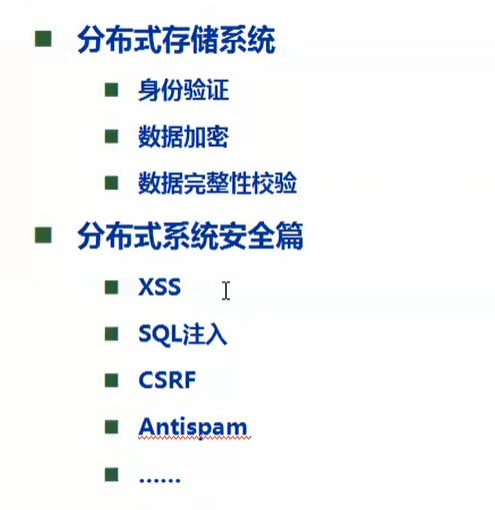 分布式存储系统
身份验证
数据加密
数据完整性校验
分布式系统安全篇
XSS
SQL注入
CSRF
Antispam
……